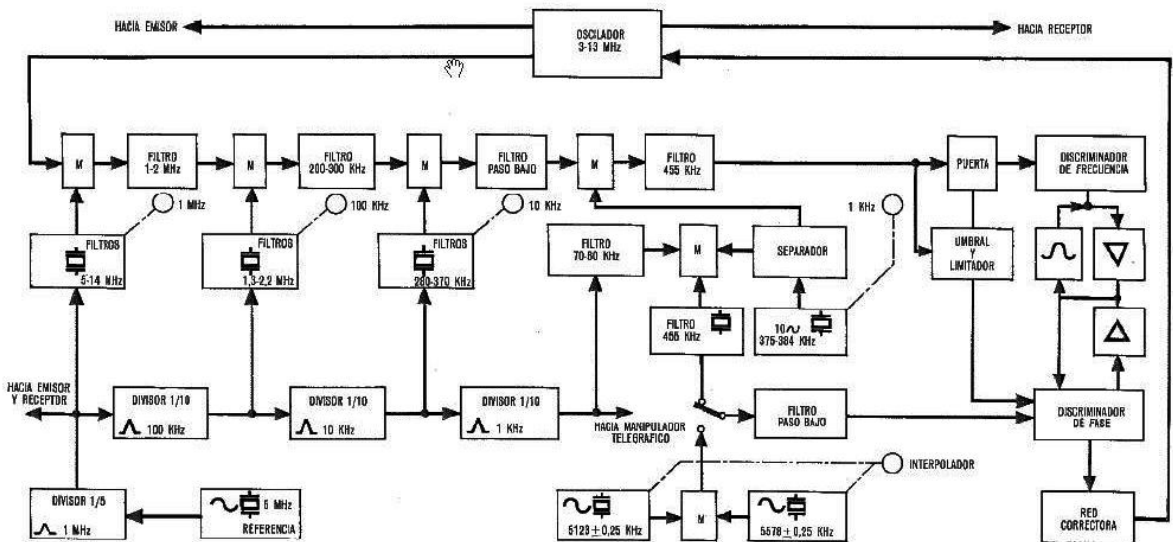 HACIA EMISOR
OSCILADOR
3-13 MHz
HACIA RECEPTOR
M
FILTRO
1-2 MHz
M
FILTRO
200-300 KHz
M
FILTRO
PASO BAJO
M
FILTRO
455 KHz
PUERTA
DISCRIMINADOR
DE FRECUENCIA
1 MHz
100 KHz
10 KHz
1 KHz
FILTROS
5-14 MHz
FILTROS
1,3-2,2 MHz
FILTROS
280-370 KHz
FILTRO
70-80 KHz
M
SEPARADOR
UMBRAL
Y
LIMITADOR
FILTRO
455 KHz
10
375-384 KHz
HACIA EMISOR
Y RECEPTOR
DIVISOR 1/10
100 KHz
DIVISOR 1/10
10 KHz
DIVISOR 1/10
1 KHz
HACIA MANIPULADOR
TELEGRAFICO
FILTRO
PASO BAJO
DISCRIMINADOR
DE FASE
INTERPOLADOR
DIVISOR 1/5
1 MHz
5 MHz
REFERENCIA
5123 ± 0,25 KHz
M
5578 ± 0,25 KHz
RED
CORRECTORA